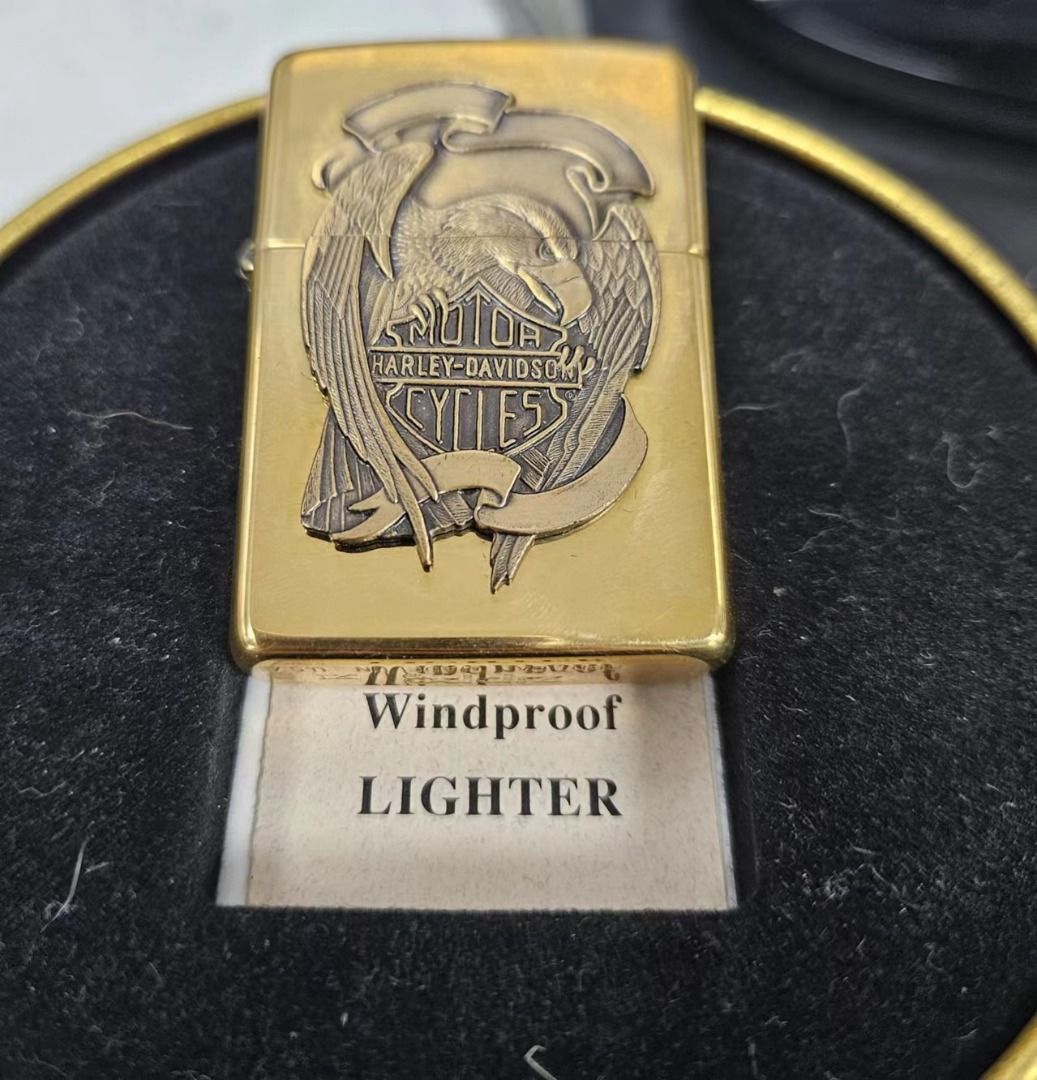 MOTOR
HARLEY-DAVIDSON
CYCLES
®
Windproof
LIGHTER